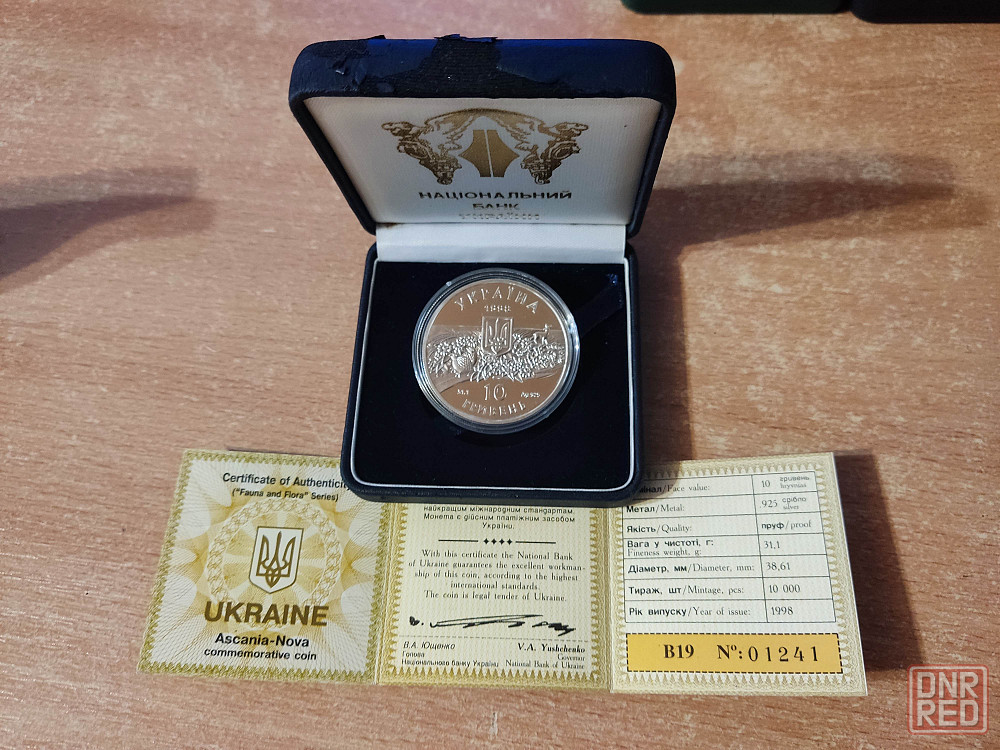 НАЦІОНАЛЬНИЙ
БАНК
УКРАЇНА
1998
31,1
Ag 925
10
ГРИВЕНЬ
Certificate of Authenticity
("Fauna and Flora" Series)
UKRAINE
Ascania-Nova
commemorative coin
найкращим міжнародним стандартам.
Монета є дійсним платіжним засобом
України.
With this certificate the National Bank
of Ukraine guarantees the excellent workman-
ship of this coin, according to the highest
international standards.
The coin is legal tender of Ukraine.
В.А. Ющенко
Голова
Національного банку України
V.A. Yushchenko
Governor
National Bank of Ukraine
/Face value: 10 гривень
hryvnias
Метал/Metal: 925 срібло
silver
Якість/Quality: пруф/proof
Вага у чистоті, г:
Fineness weight, g: 31,1
Діаметр, мм/Diameter, mm: 38,61
Тираж, шт/Mintage, pcs: 10 000
Рік випуску/Year of issue: 1998
B19 №: 01241
DNR
RED